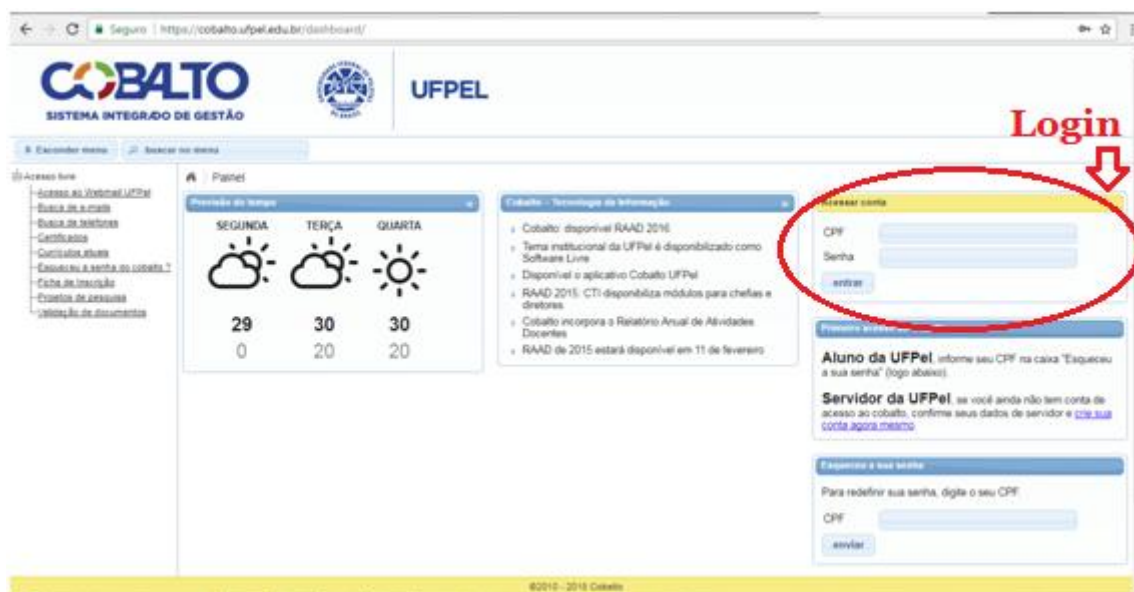 Seguro | https://cobalto.ufpel.edu.br/dashboard/
COBALTO
SISTEMA INTEGRADO DE GESTÃO
UFPEL
Login
Esconder menu
buscar no menu
Acesso livre
Acesso ao Webmail UFPel
Busca de e-mails
Busca de telefones
Certificados
Currículos atuais
Esqueceu a senha do cobalto ?
Ficha de Inscrição
Projetos de pesquisa
Validação de documentos
Painel
Previsão do tempo
SEGUNDA TERÇA QUARTA
29 30 30
0 20 20
Cobalto - Tecnologia da Informação
Cobalto: disponível RAAD 2016
Tema institucional da UFPel é disponibilizado como
Software Livre
Disponível o aplicativo Cobalto UFPel
RAAD 2015: CTI disponibiliza módulos para chefias e
diretores
Cobalto incorpora o Relatório Anual de Atividades
Docentes
RAAD de 2015 estará disponível em 11 de fevereiro
Acessar conta
CPF
Senha
entrar
Primeiro acesso
Aluno da UFPel, informe seu CPF na caixa "Esqueceu
a sua senha" (logo abaixo).
Servidor da UFPel, se você ainda não tem conta de
acesso ao cobalto, confirme seus dados de servidor e crie sua
conta agora mesmo.
Esqueceu a sua senha
Para redefinir sua senha, digite o seu CPF
CPF
enviar
©2010 - 2018 Cobalto